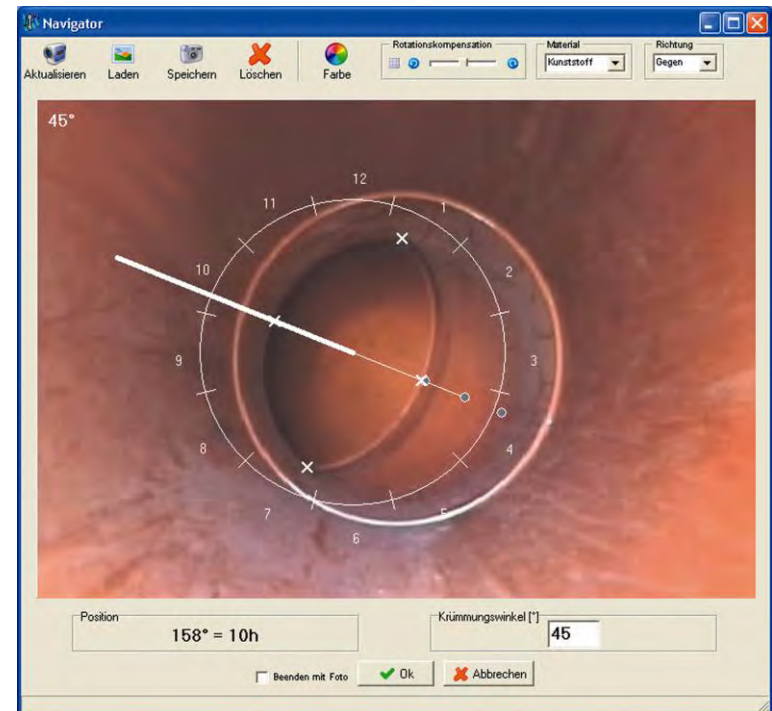 Navigator
Aktualisieren Laden Speichern Löschen Farbe
Rotationskompensation
Material
Kunststoff
Richtung
Gegen
45°
12
11
1
10
2
9
3
8
4
7
5
6
Position
158° = 10h
Krümmungswinkel [°]
45
Beenden mit Foto Ok Abbrechen